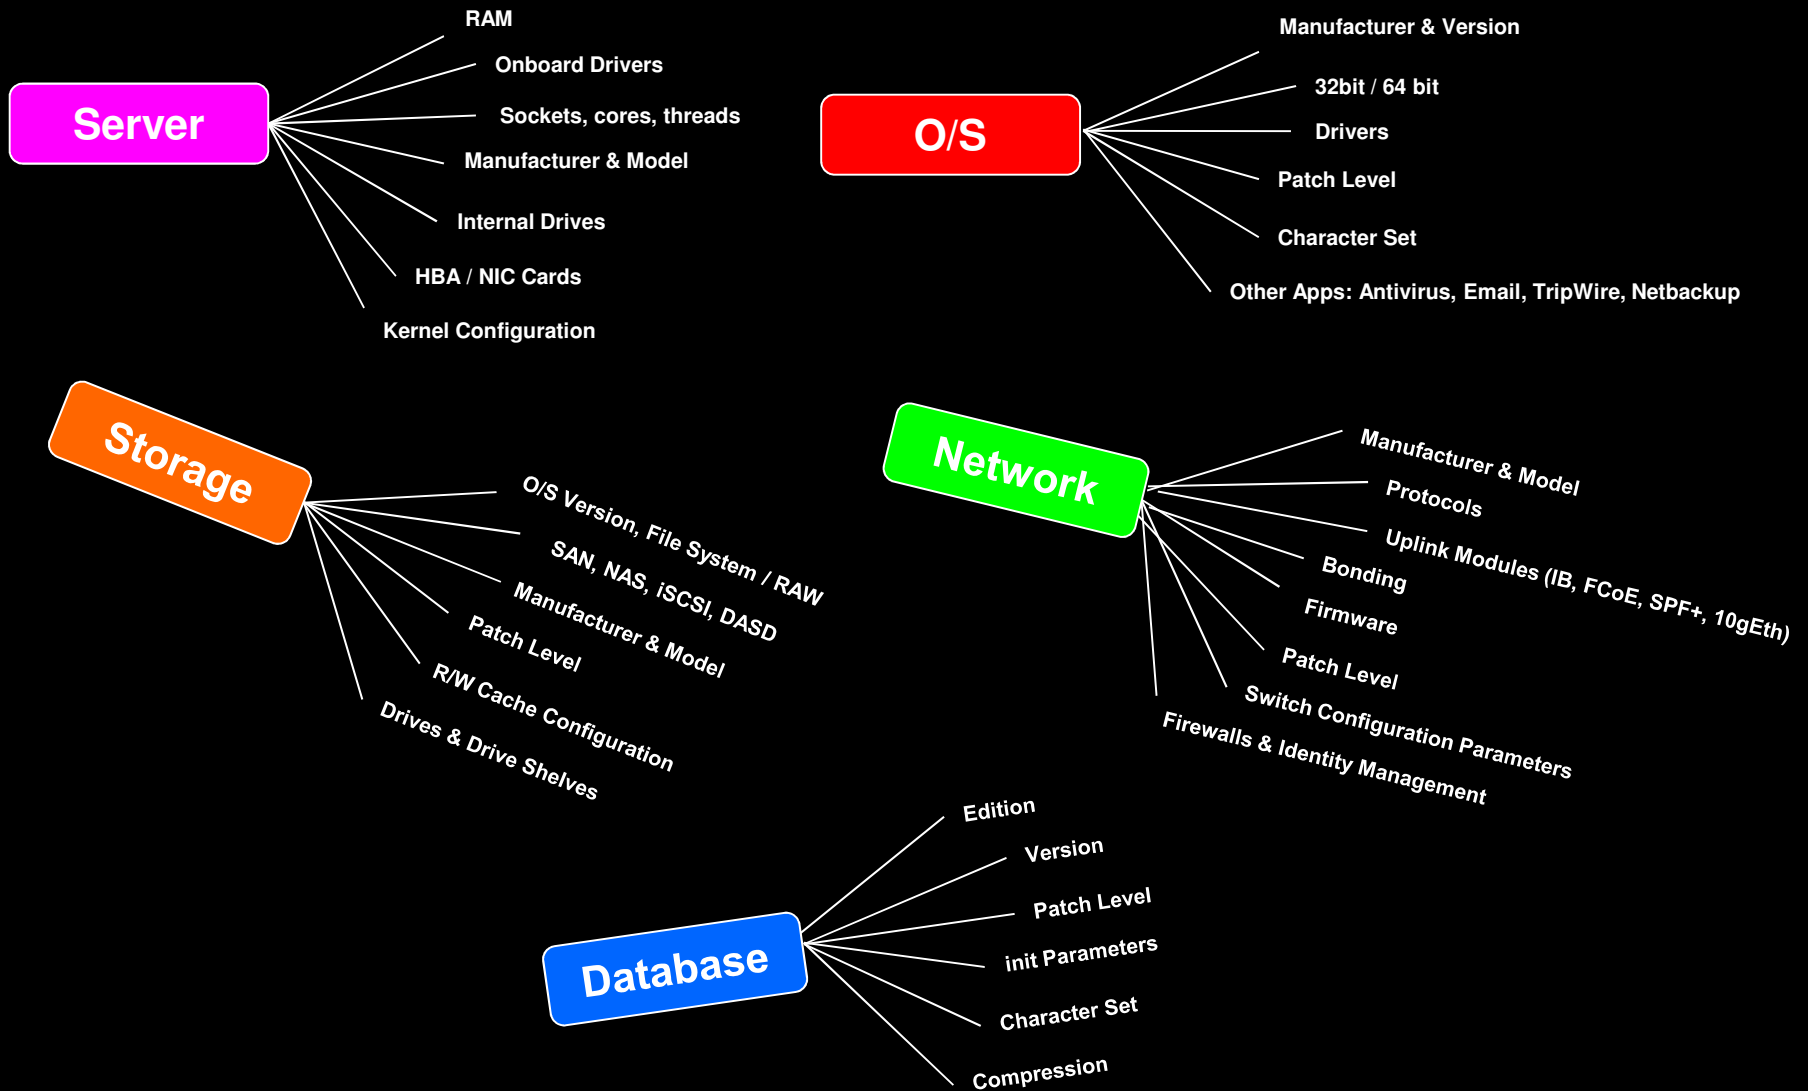 Server
RAM
Onboard Drivers
Sockets, cores, threads
Manufacturer & Model
Internal Drives
HBA / NIC Cards
Kernel Configuration
O/S
Manufacturer & Version
32bit / 64 bit
Drivers
Patch Level
Character Set
Other Apps: Antivirus, Email, TripWire, Netbackup
Storage
O/S Version, File System / RAW
SAN, NAS, iSCSI, DASD
Manufacturer & Model
Patch Level
R/W Cache Configuration
Drives & Drive Shelves
Network
Manufacturer & Model
Protocols
Uplink Modules (IB, FCoE, SPF+, 10gEth)
Bonding
Firmware
Patch Level
Switch Configuration Parameters
Firewalls & Identity Management
Database
Edition
Version
Patch Level
init Parameters
Character Set
Compression